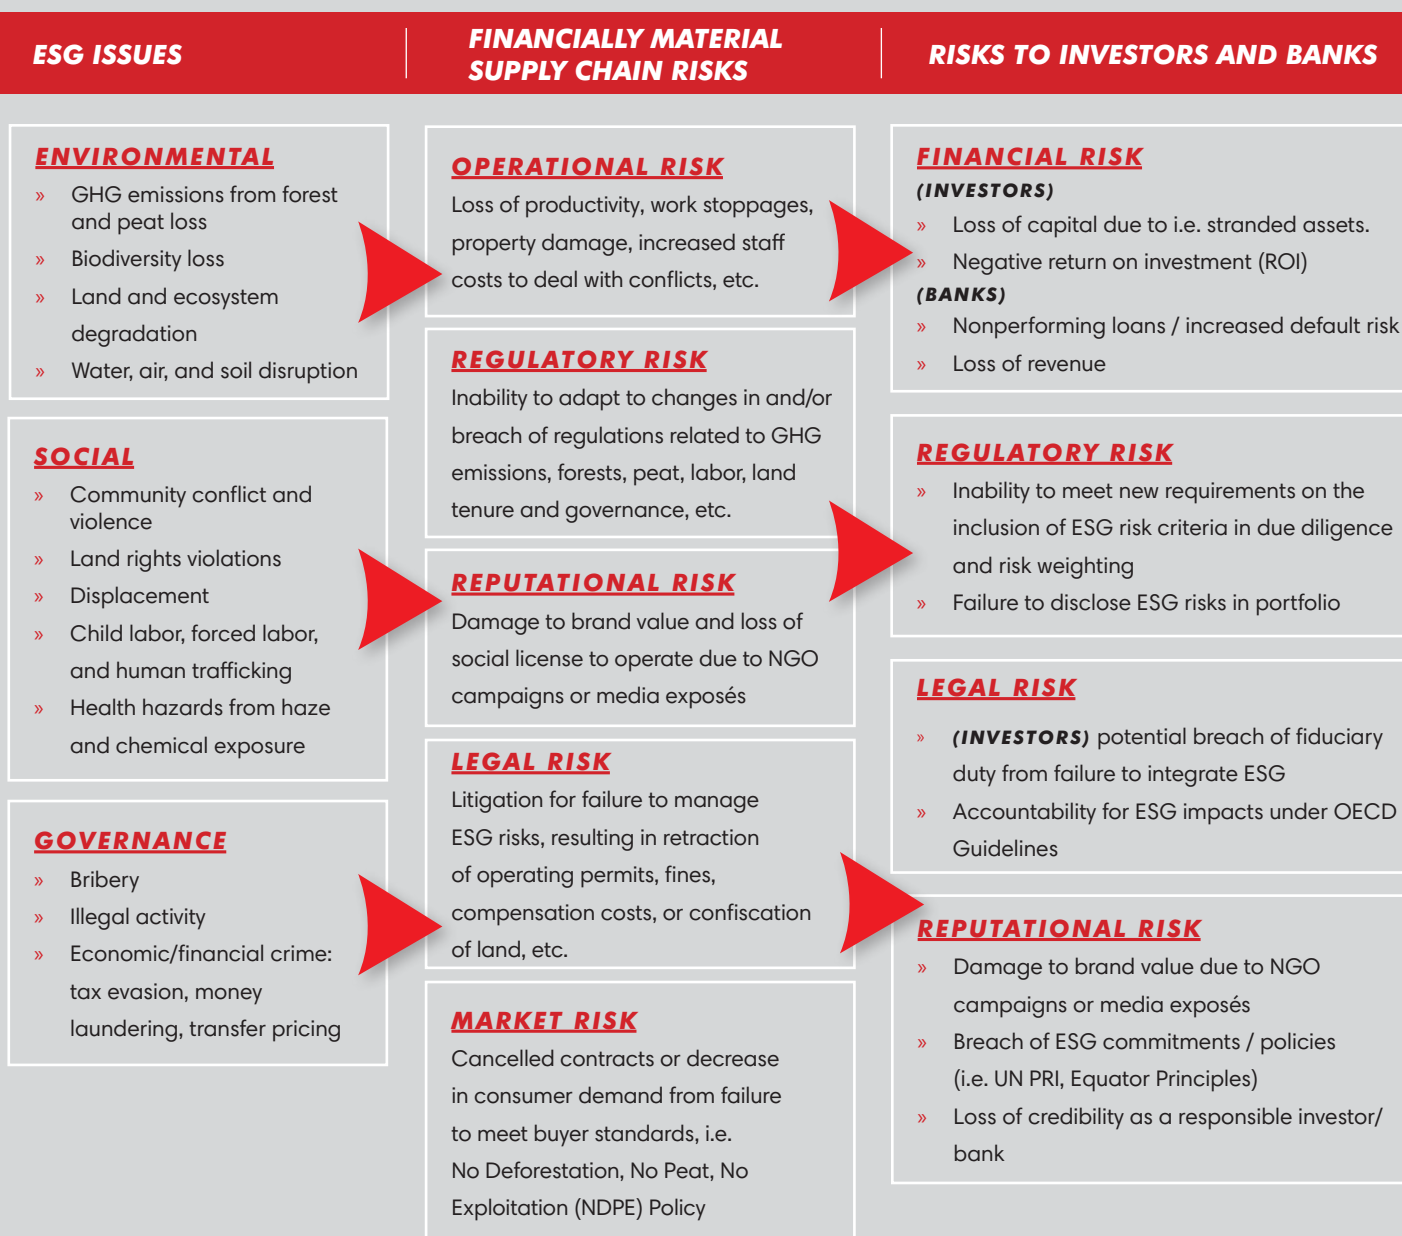 ESG ISSUES
FINANCIALLY MATERIAL
SUPPLY CHAIN RISKS
RISKS TO INVESTORS AND BANKS
ENVIRONMENTAL
» GHG emissions from forest
and peat loss
» Biodiversity loss
» Land and ecosystem
degradation
» Water, air, and soil disruption
SOCIAL
» Community conflict and
violence
» Land rights violations
» Displacement
» Child labor, forced labor,
and human trafficking
» Health hazards from haze
and chemical exposure
GOVERNANCE
» Bribery
» Illegal activity
» Economic/financial crime:
tax evasion, money
laundering, transfer pricing
OPERATIONAL RISK
Loss of productivity, work stoppages,
property damage, increased staff
costs to deal with conflicts, etc.
REGULATORY RISK
Inability to adapt to changes in and/or
breach of regulations related to GHG
emissions, forests, peat, labor, land
tenure and governance, etc.
REPUTATIONAL RISK
Damage to brand value and loss of
social license to operate due to NGO
campaigns or media exposés
LEGAL RISK
Litigation for failure to manage
ESG risks, resulting in retraction
of operating permits, fines,
compensation costs, or confiscation
of land, etc.
MARKET RISK
Cancelled contracts or decrease
in consumer demand from failure
to meet buyer standards, i.e.
No Deforestation, No Peat, No
Exploitation (NDPE) Policy
FINANCIAL RISK
(INVESTORS)
» Loss of capital due to i.e. stranded assets.
» Negative return on investment (ROI)
(BANKS)
» Nonperforming loans / increased default risk
» Loss of revenue
REGULATORY RISK
» Inability to meet new requirements on the
inclusion of ESG risk criteria in due diligence
and risk weighting
» Failure to disclose ESG risks in portfolio
LEGAL RISK
» (INVESTORS) potential breach of fiduciary
duty from failure to integrate ESG
» Accountability for ESG impacts under OECD
Guidelines
REPUTATIONAL RISK
» Damage to brand value due to NGO
campaigns or media exposés
» Breach of ESG commitments / policies
(i.e. UN PRI, Equator Principles)
» Loss of credibility as a responsible investor/
bank